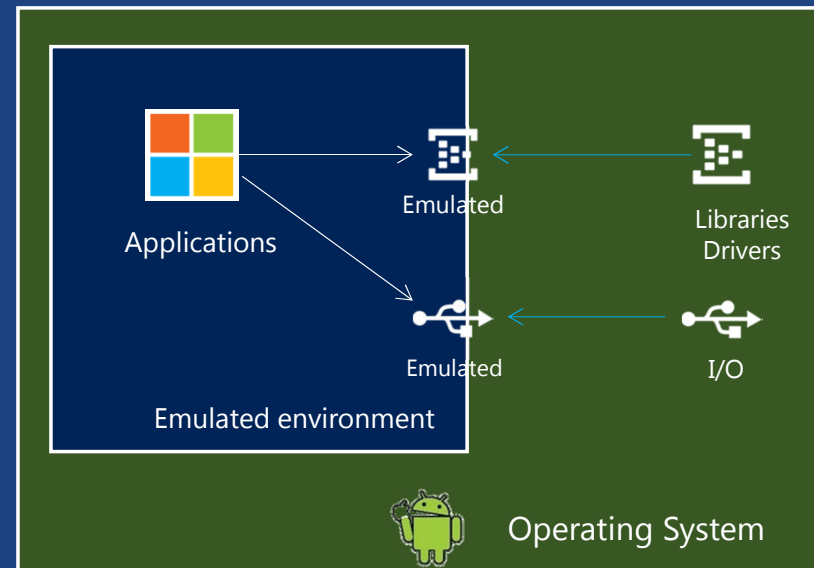 Emulated
Applications
Libraries
Drivers
Emulated
I/O
Emulated environment
Operating System